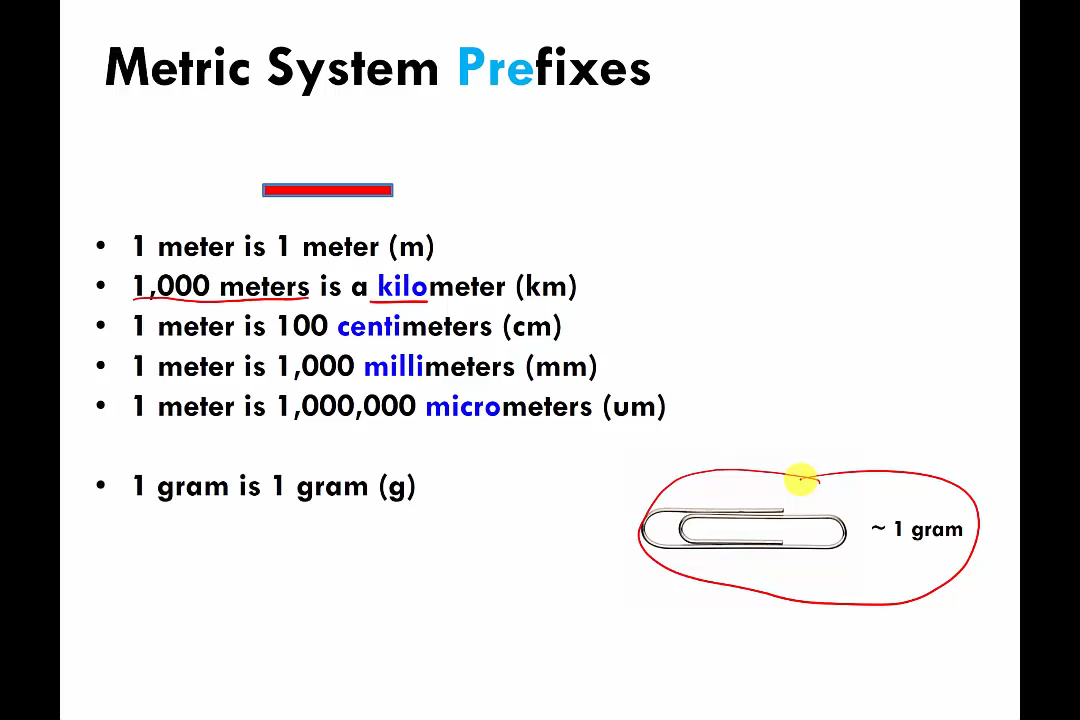 Metric System Prefixes
• 1 meter is 1 meter (m)
• 1,000 meters is a kilometer (km)
• 1 meter is 100 centimeters (cm)
• 1 meter is 1,000 millimeters (mm)
• 1 meter is 1,000,000 micrometers (um)
• 1 gram is 1 gram (g)
~ 1 gram